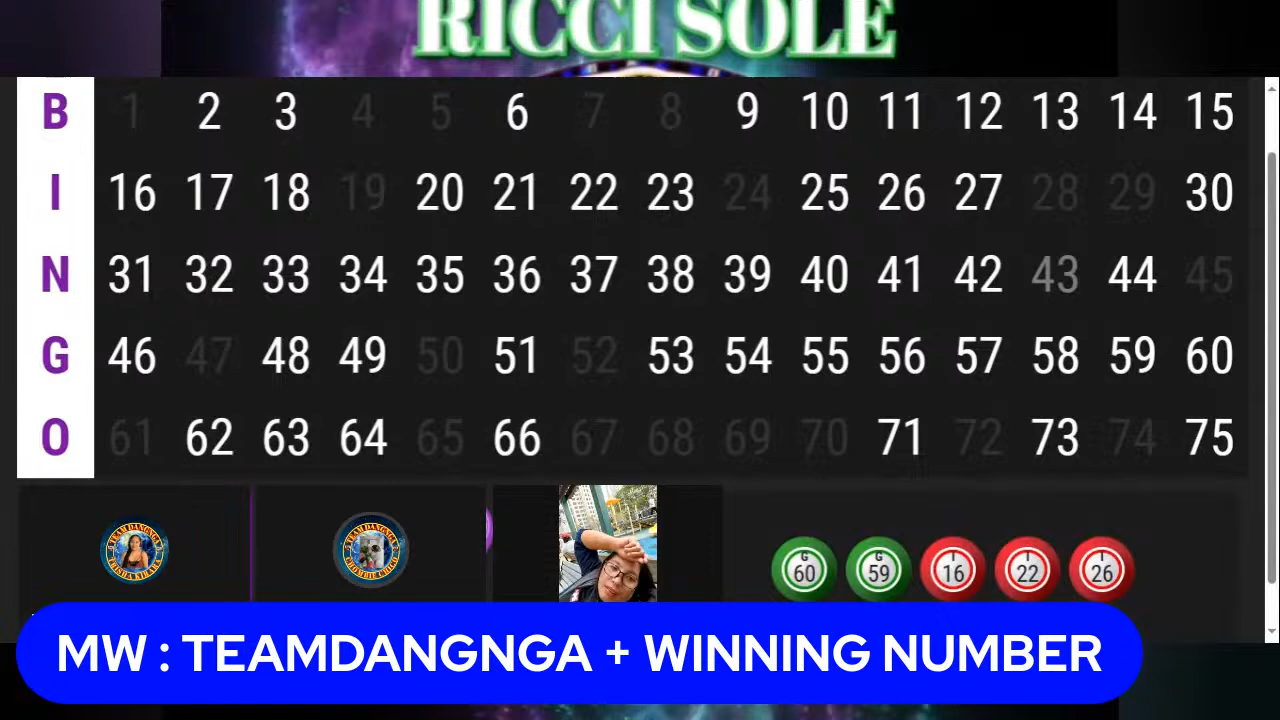 RICCI SOLE
B 1 2 3 4 5 6 7 8 9 10 11 12 13 14 15
I 16 17 18 19 20 21 22 23 24 25 26 27 28 29 30
N 31 32 33 34 35 36 37 38 39 40 41 42 43 44 45
G 46 47 48 49 50 51 52 53 54 55 56 57 58 59 60
O 61 62 63 64 65 66 67 68 69 70 71 72 73 74 75
TEAM DANGNGA
TEAM DANGNGA
G 60 G 59 I 16 I 22 I 26
MW : TEAMDANGNGA + WINNING NUMBER